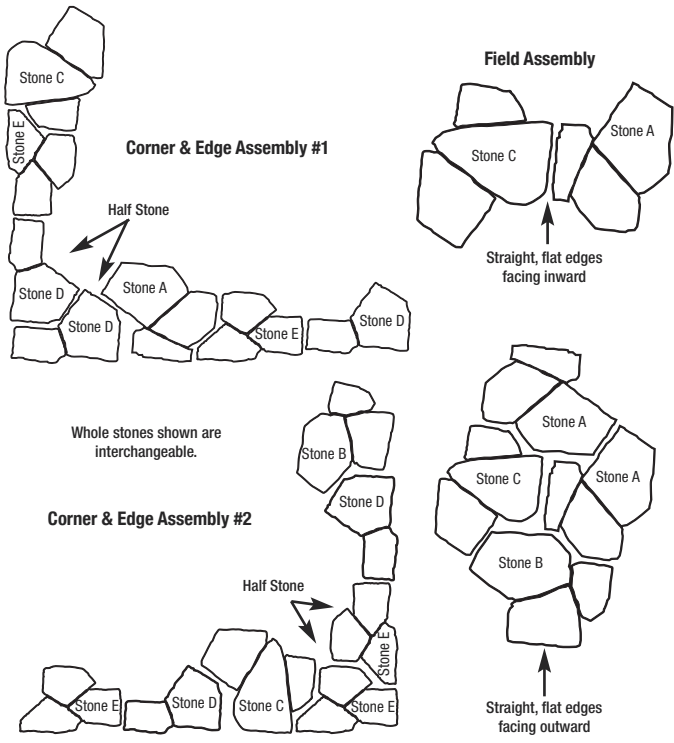 Stone C
Stone E
Corner & Edge Assembly #1
Half Stone
Stone D
Stone D
Stone A
Stone E
Stone D
Field Assembly
Stone C
Stone A
Straight, flat edges
facing inward
Whole stones shown are
interchangeable.
Corner & Edge Assembly #2
Stone B
Stone D
Half Stone
Stone E
Stone E
Stone D
Stone C
Stone E
Stone A
Stone C
Stone A
Stone B
Straight, flat edges
facing outward